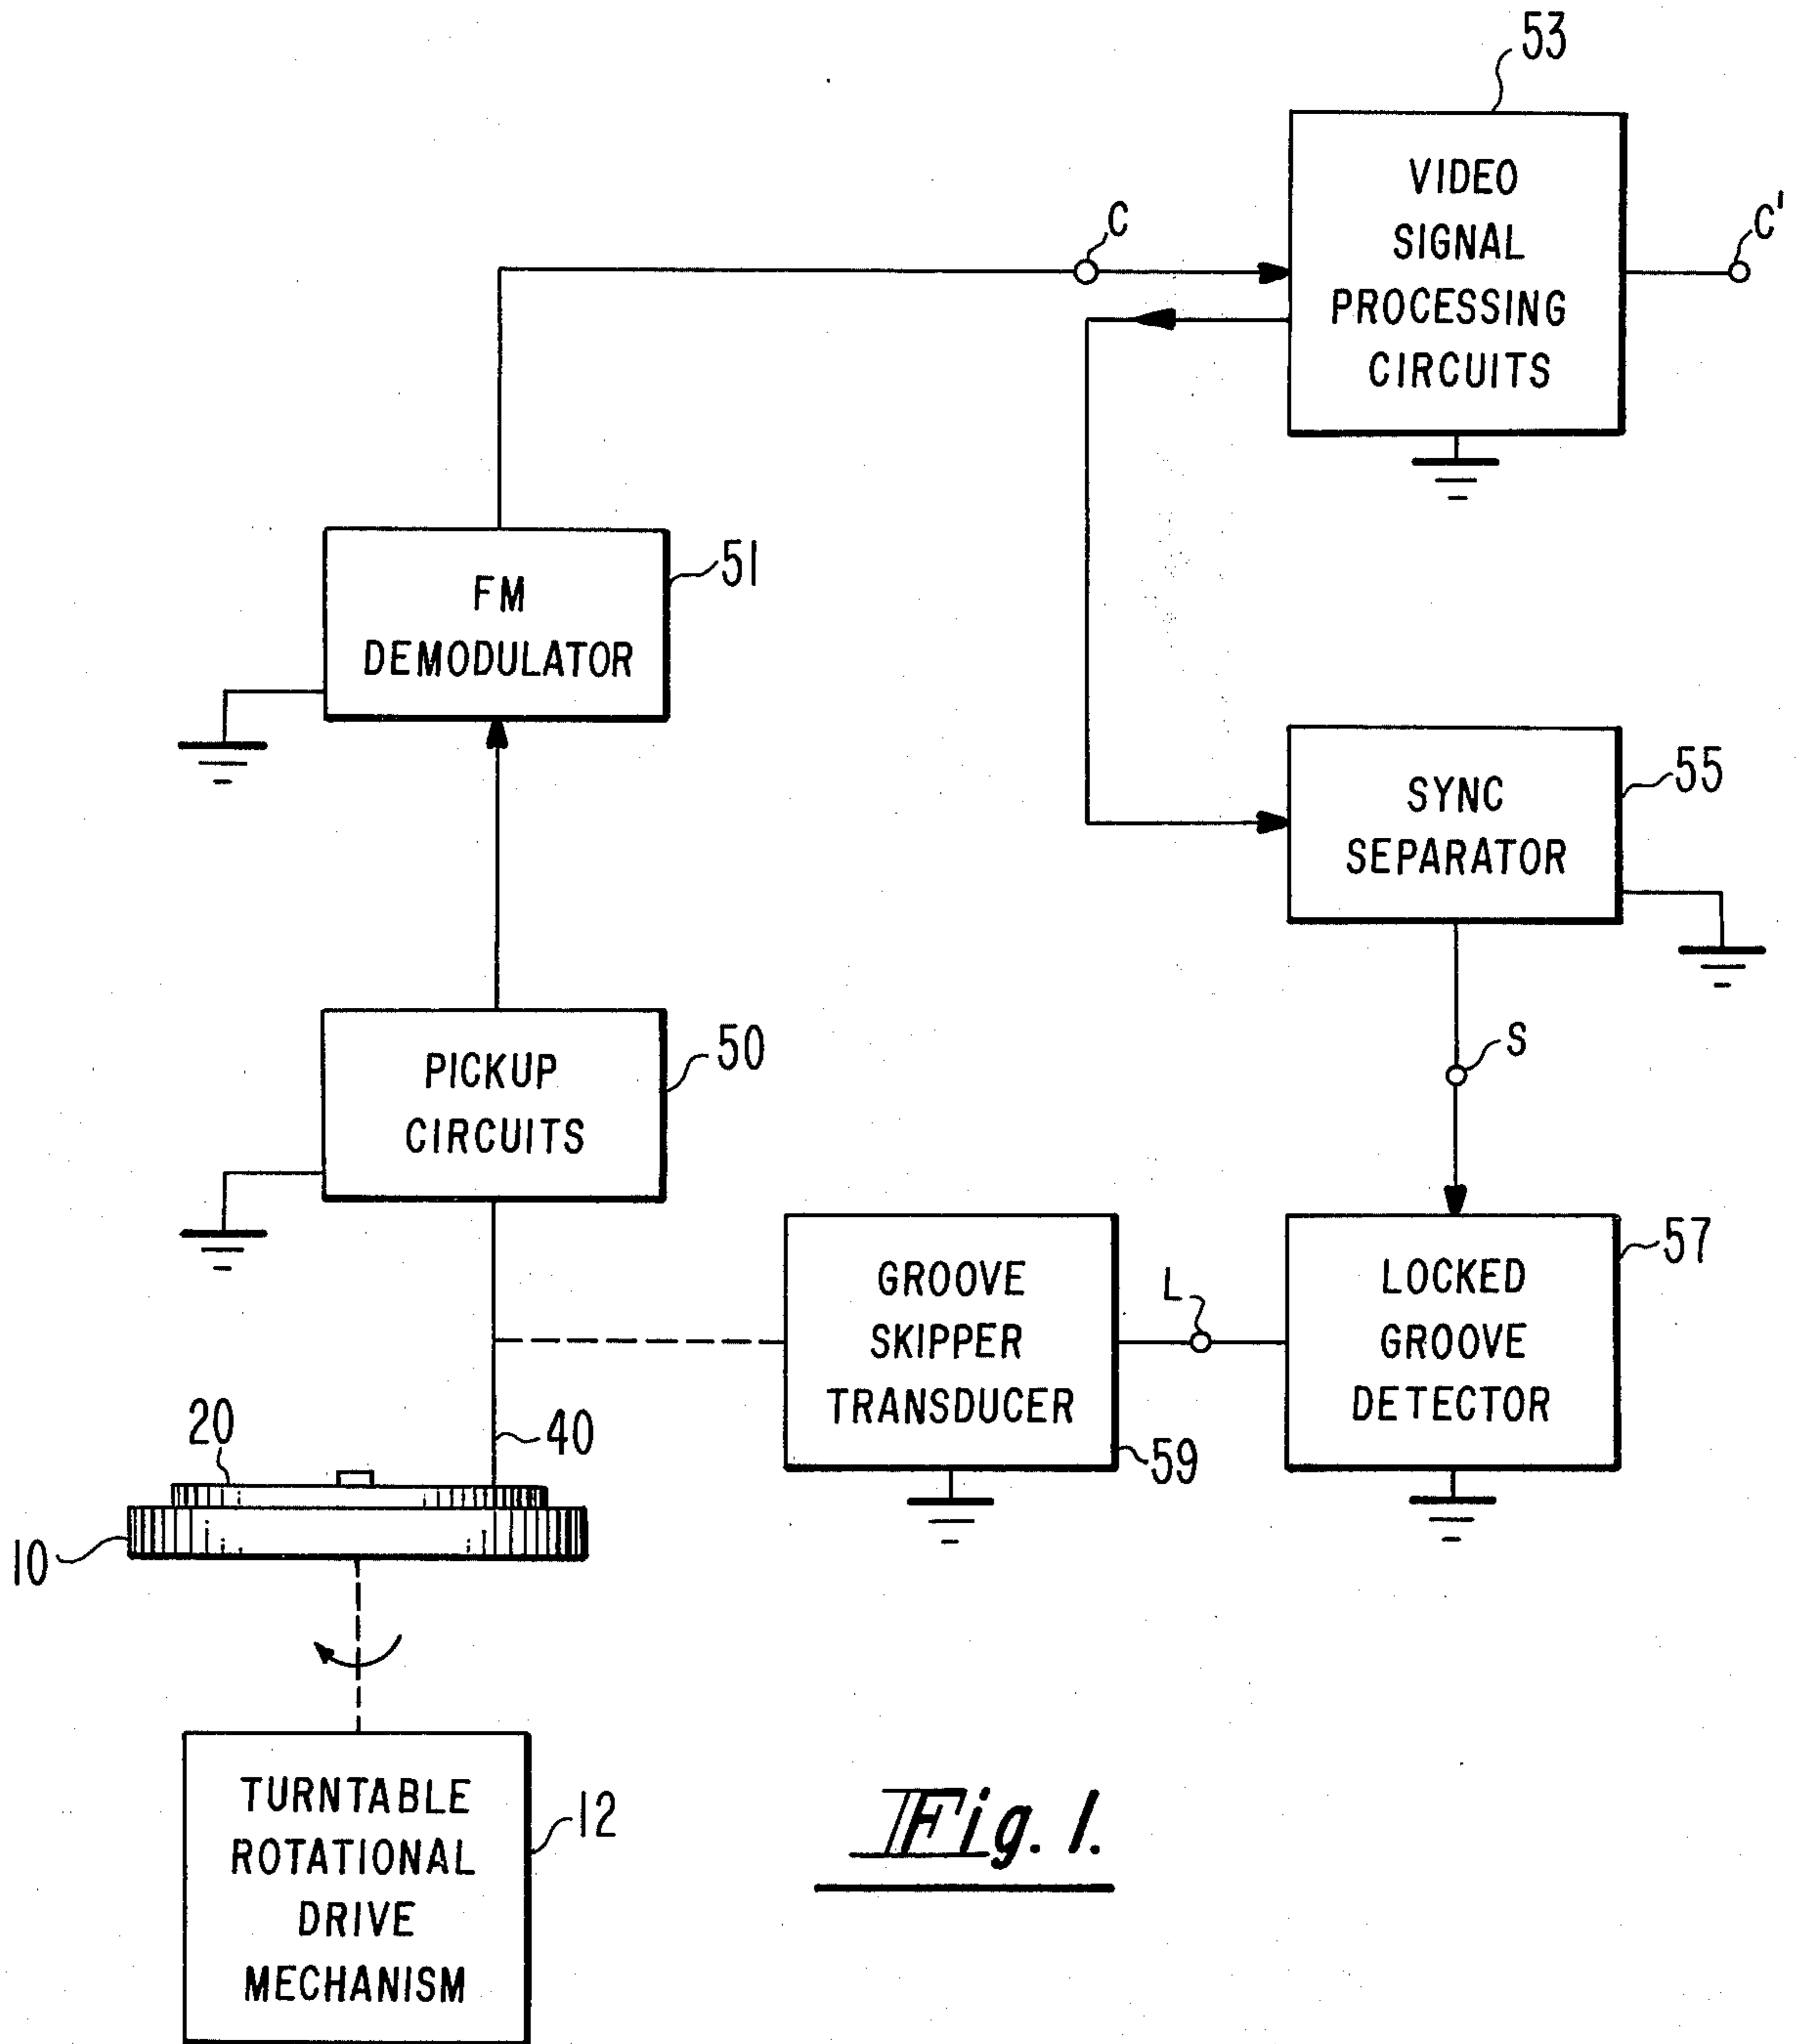 53
VIDEO
SIGNAL
PROCESSING
CIRCUITS
C
C'
FM
DEMODULATOR
51
SYNC
SEPARATOR
55
PICKUP
CIRCUITS
50
S
GROOVE
SKIPPER
TRANSDUCER
59
L
LOCKED
GROOVE
DETECTOR
57
20
40
10
TURNTABLE
ROTATIONAL
DRIVE
MECHANISM
12
Fig. 1.